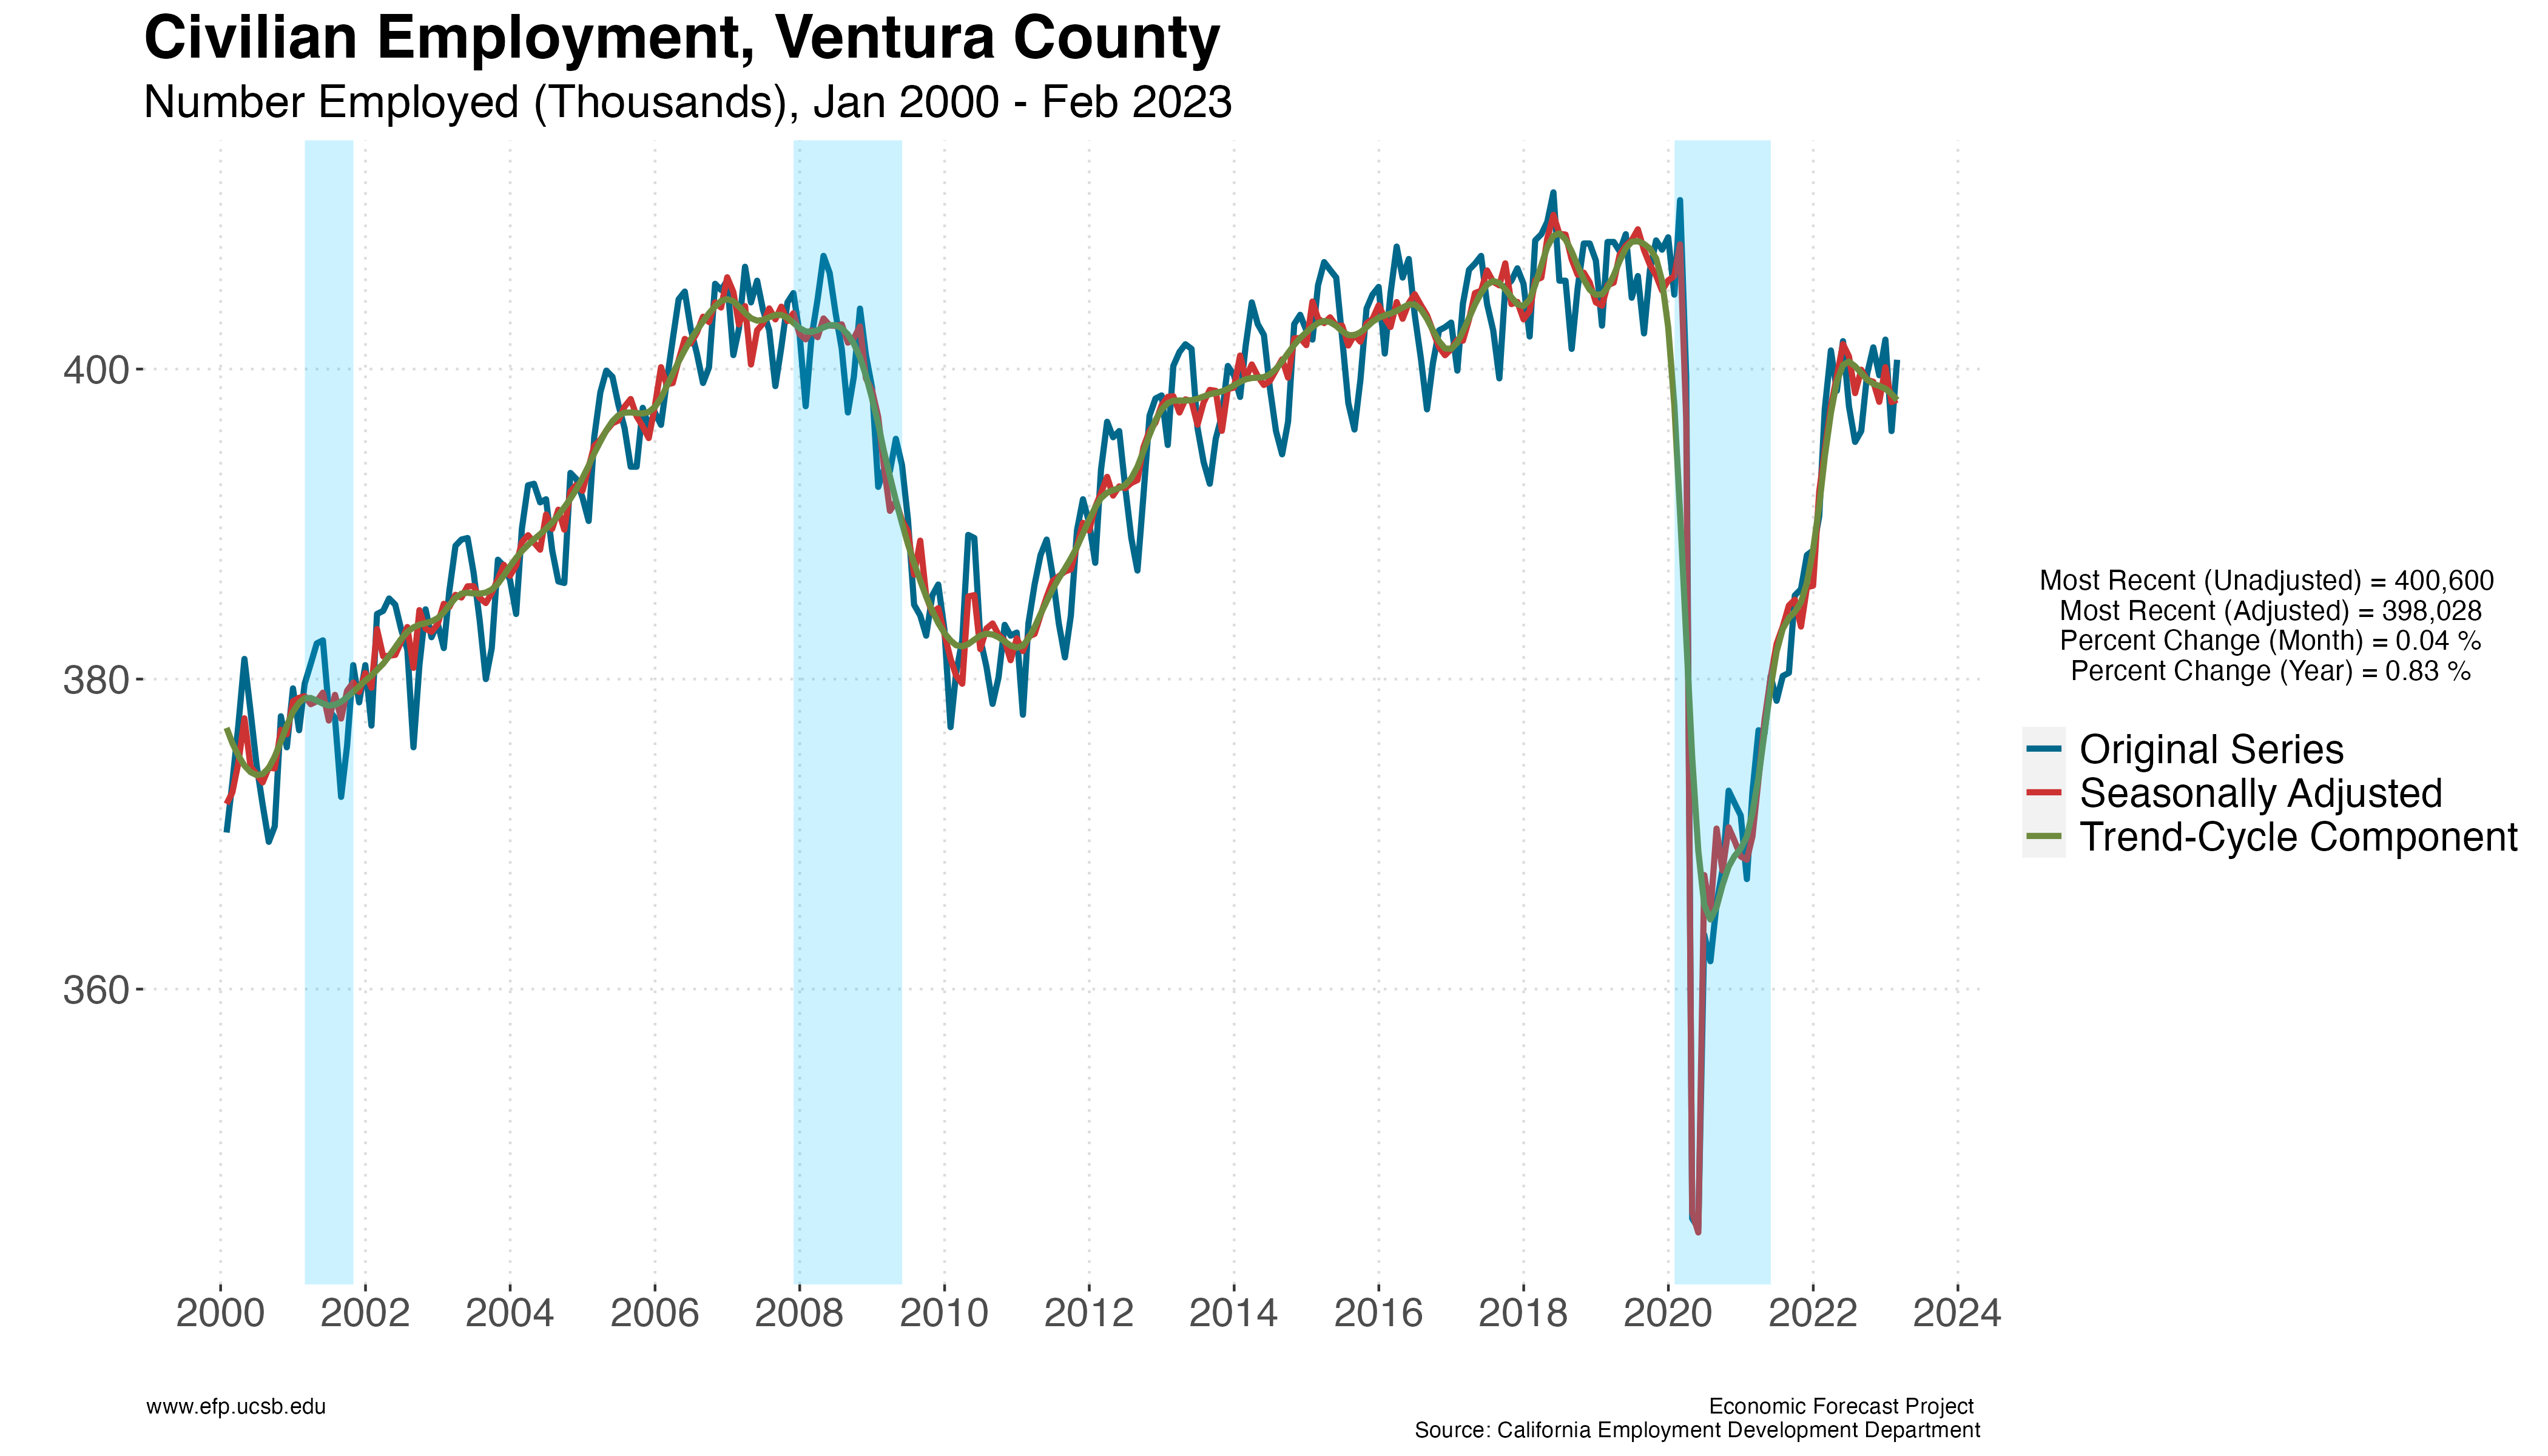 Civilian Employment, Ventura County
Number Employed (Thousands), Jan 2000 - Feb 2023
400
380
360
2000 2002 2004 2006 2008 2010 2012 2014 2016 2018 2020 2022 2024
Most Recent (Unadjusted) = 400,600
Most Recent (Adjusted) = 398,028
Percent Change (Month) = 0.04 %
Percent Change (Year) = 0.83 %
Original Series
Seasonally Adjusted
Trend-Cycle Component
www.efp.ucsb.edu
Economic Forecast Project
Source: California Employment Development Department